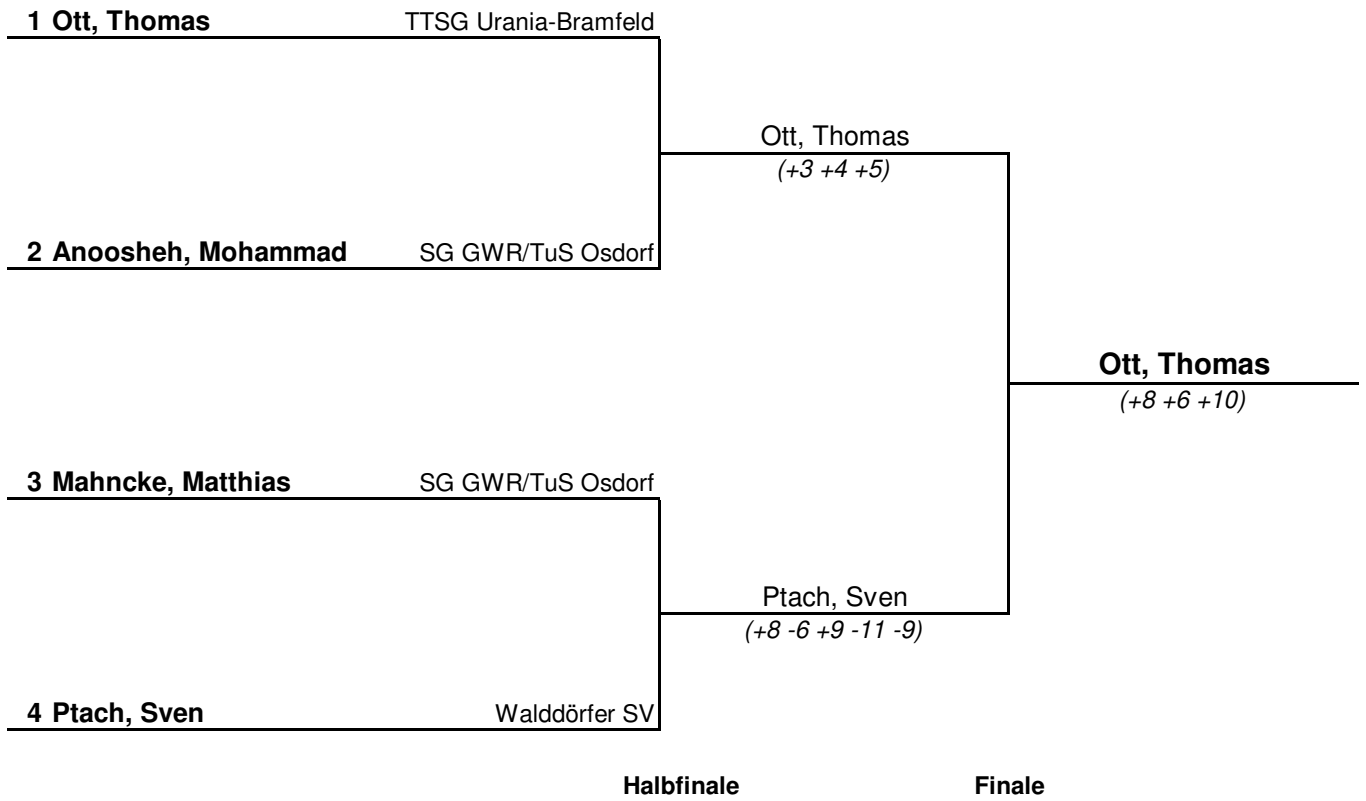 1 Ott, Thomas TTSG Urania-Bramfeld
Ott, Thomas
(+3 +4 +5)
2 Anoosheh, Mohammad SG GWR/TuS Osdorf
Ott, Thomas
(+8 +6 +10)
3 Mahncke, Matthias SG GWR/TuS Osdorf
Ptach, Sven
(+8 -6 +9 -11 -9)
4 Ptach, Sven Walddörfer SV
Halbfinale Finale